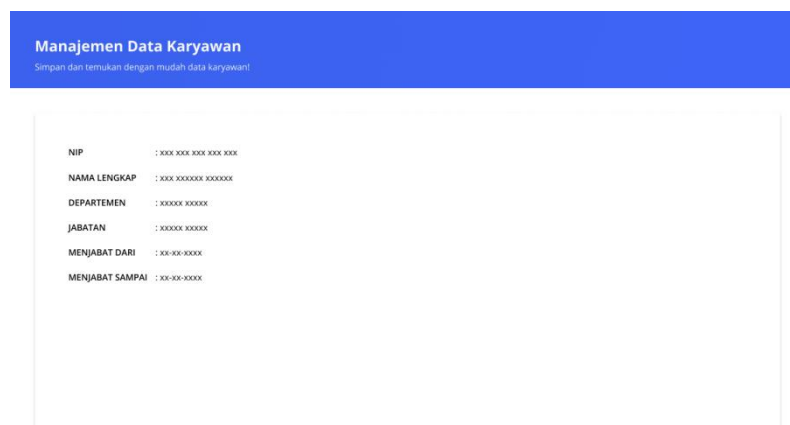 Manajemen Data Karyawan
Simpan dan temukan dengan mudah data karyawan!
NIP : xxx xxx xxx xxx xxx
NAMA LENGKAP : xxx xxxxxx xxxxxx
DEPARTEMEN : xxxxx xxxxx
JABATAN : xxxxx xxxxx
MENJABAT DARI : xx-xx-xxxx
MENJABAT SAMPAI : xx-xx-xxxx